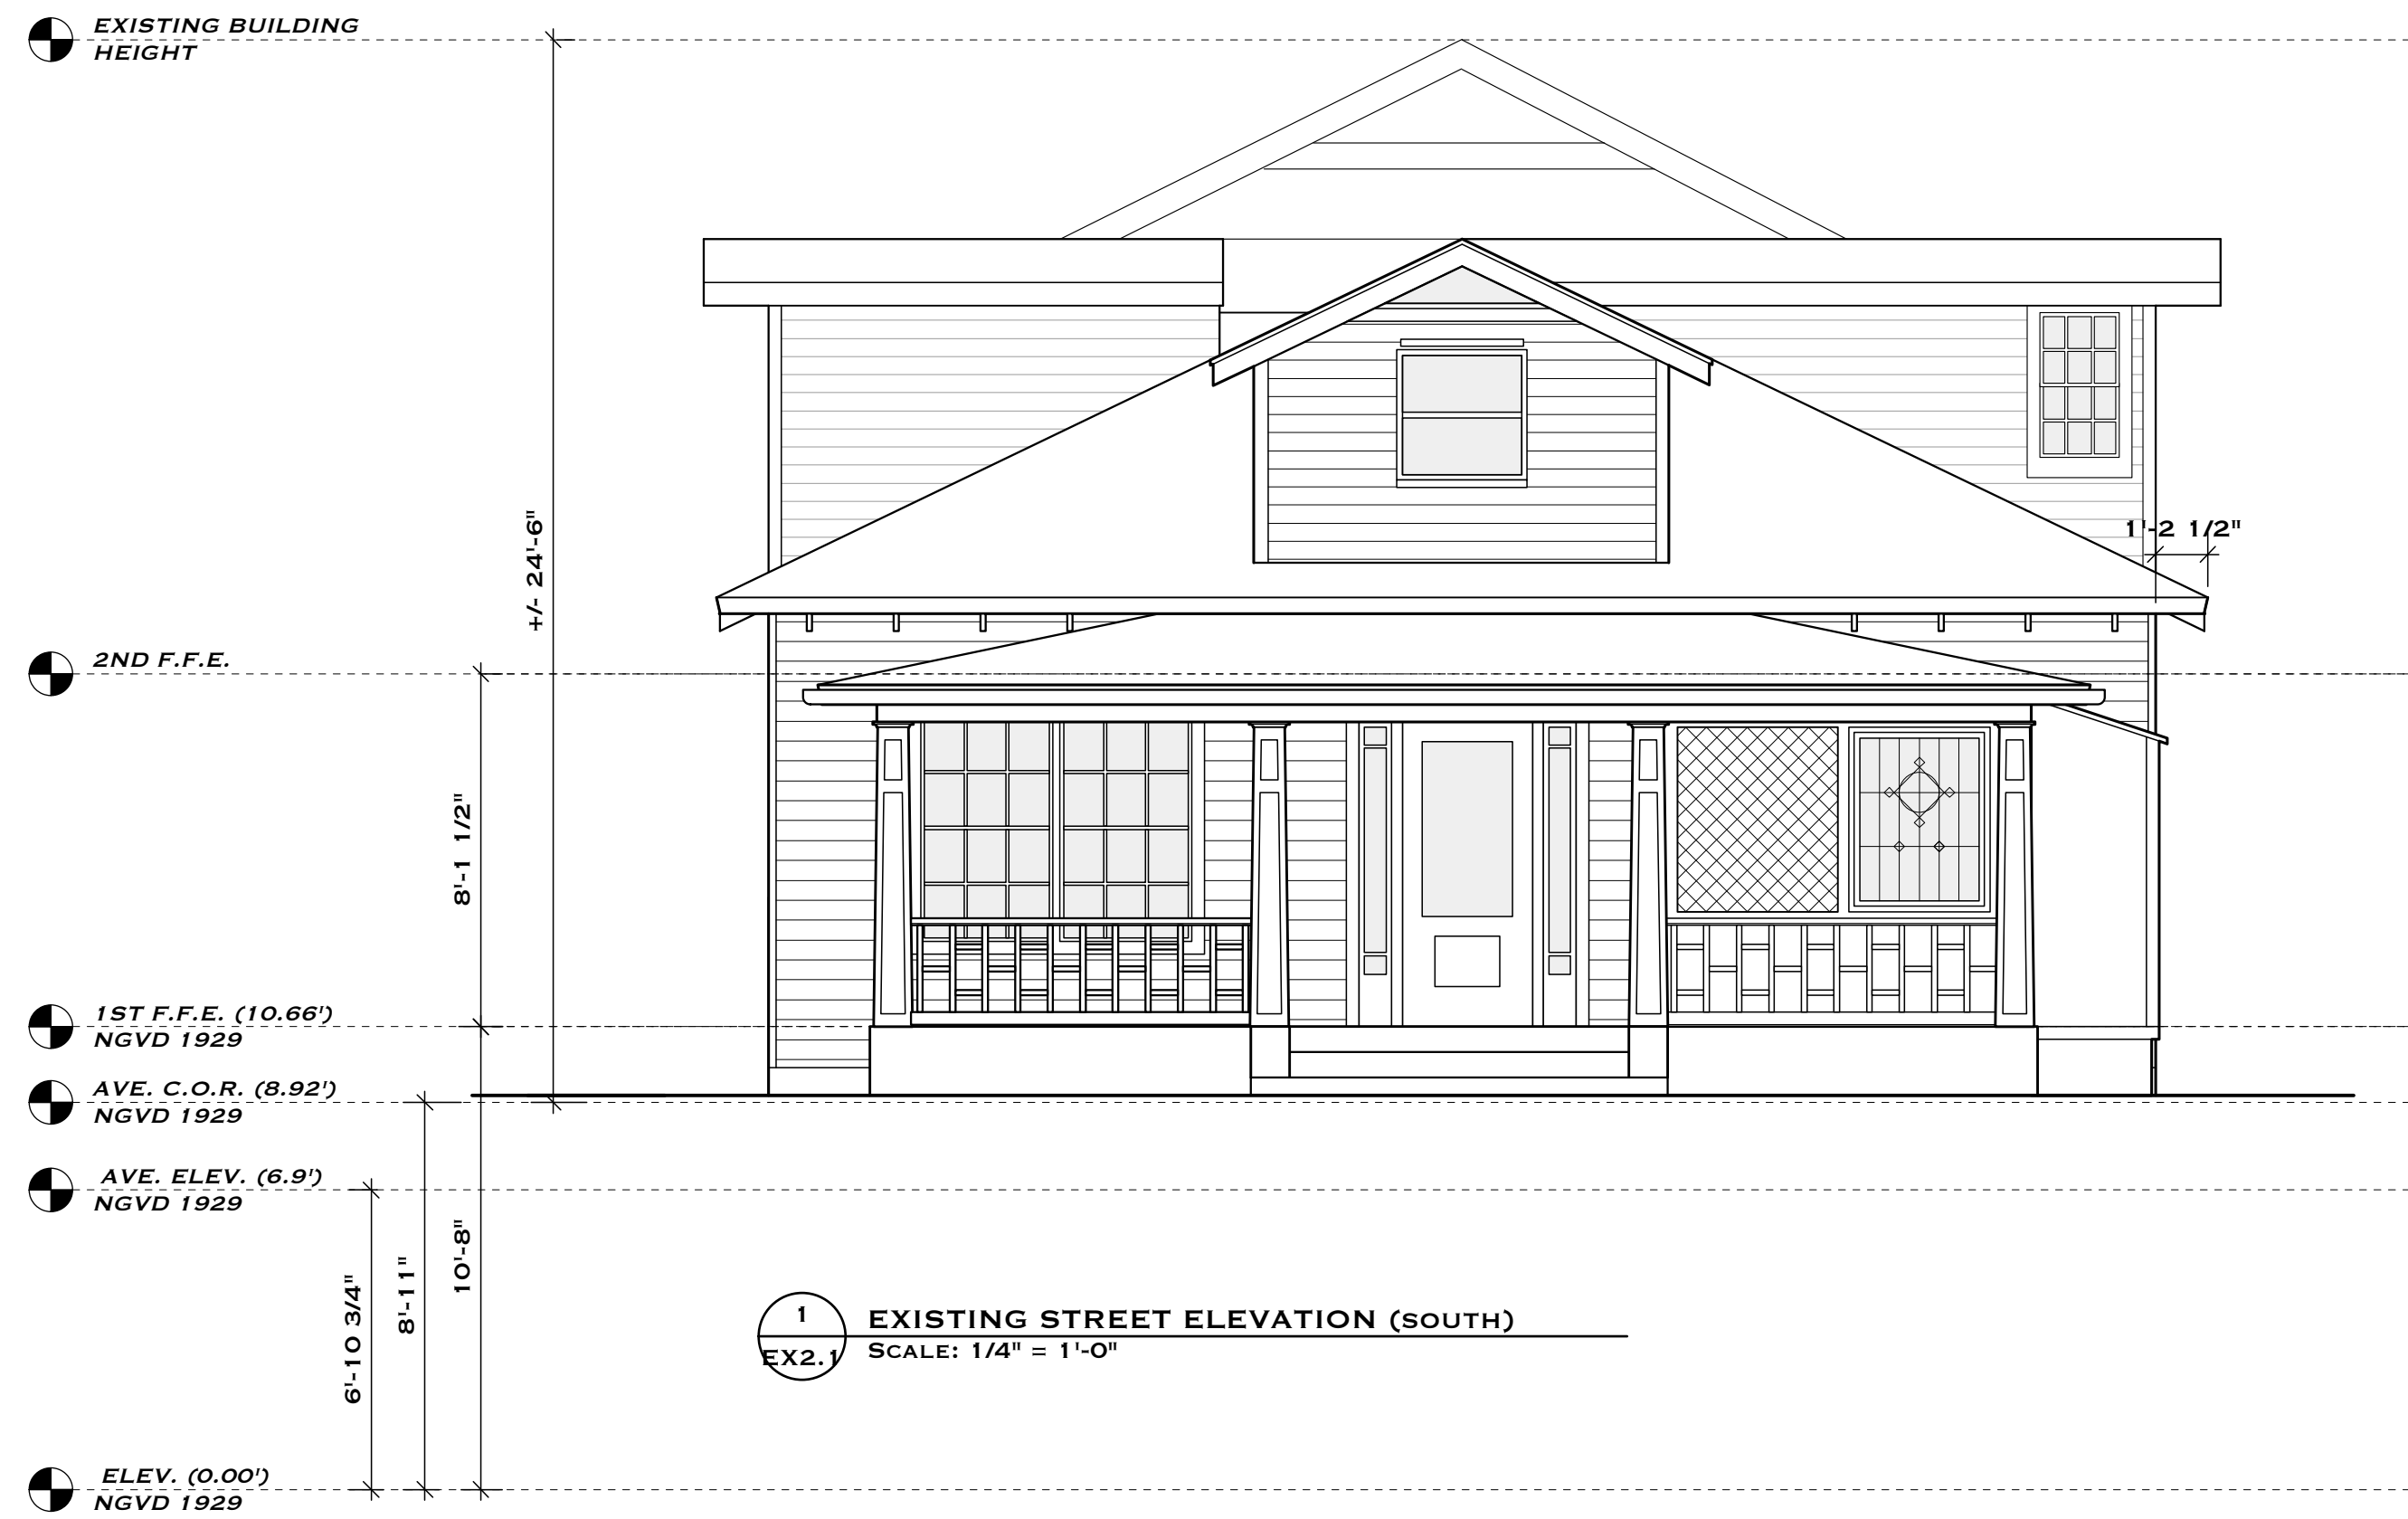 EXISTING BUILDING
HEIGHT
+/- 24'-6"
1'-2 1/2"
2ND F.F.E.
8'-1 1/2"
1ST F.F.E. (10.66')
NGVD 1929
AVE. C.O.R. (8.92')
NGVD 1929
AVE. ELEV. (6.9')
NGVD 1929
6'-10 3/4"
8'-11"
10'-8"
1
EX2.1
EXISTING STREET ELEVATION (SOUTH)
SCALE: 1/4" = 1'-0"
ELEV. (0.00')
NGVD 1929